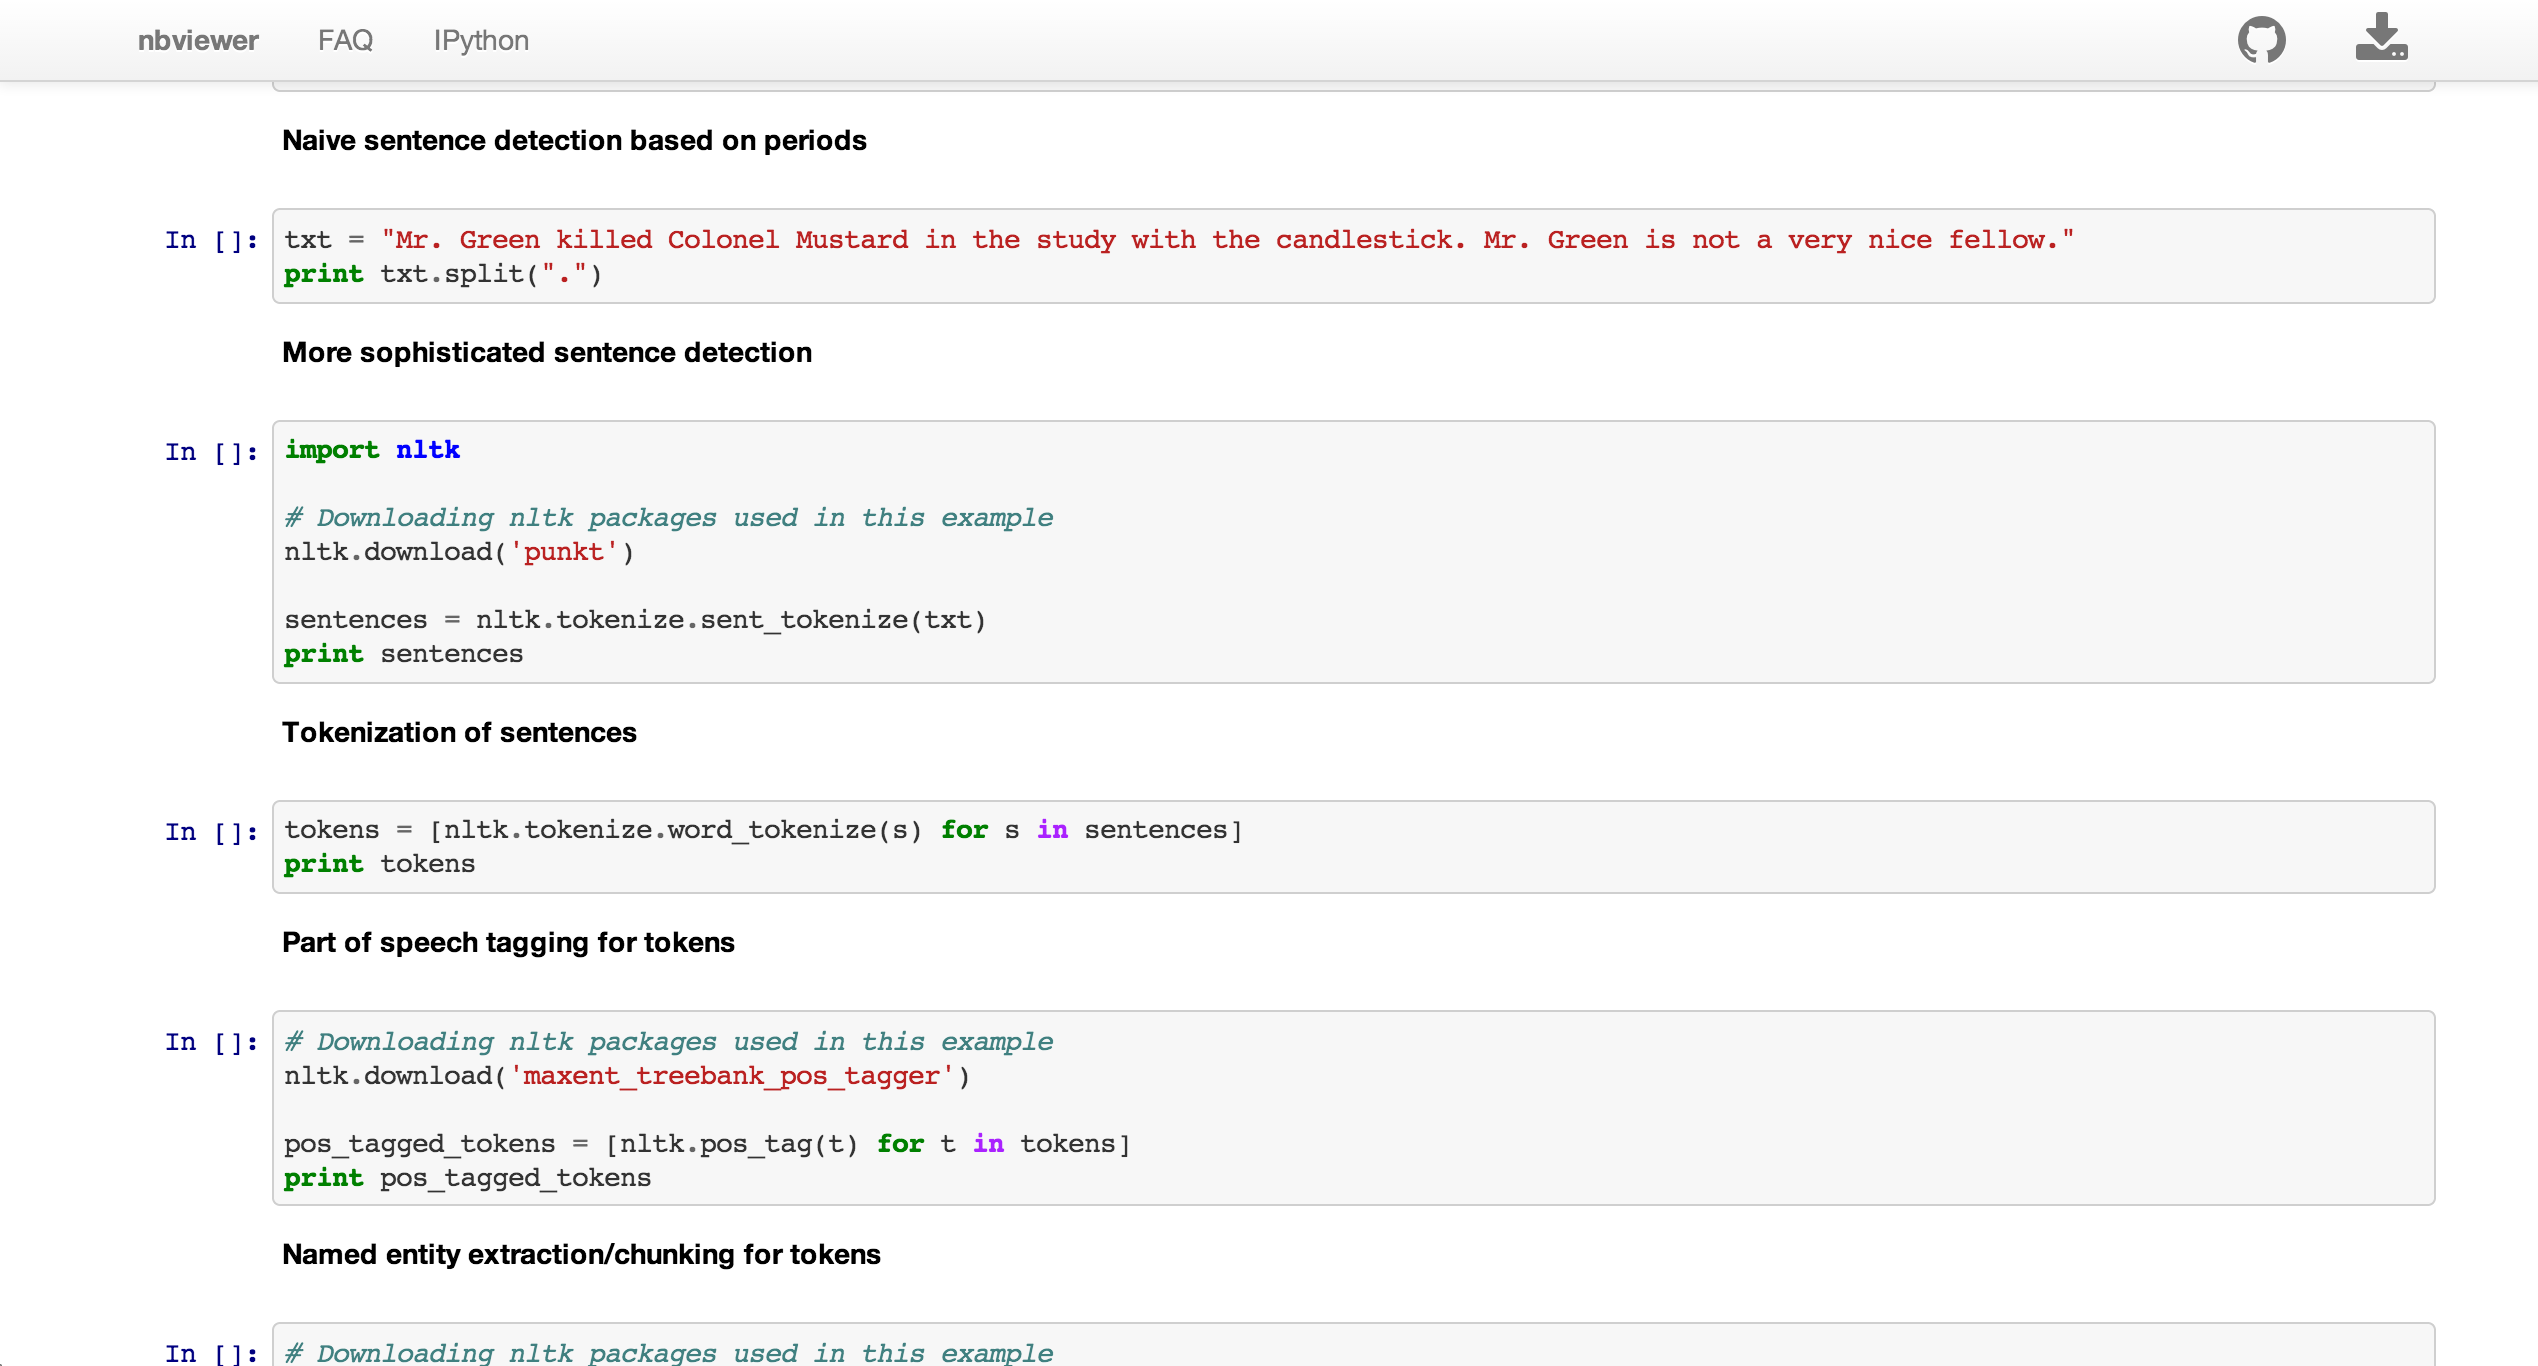 nbviewer FAQ IPython
Naive sentence detection based on periods
In []: txt = "Mr. Green killed Colonel Mustard in the study with the candlestick. Mr. Green is not a very nice fellow."
print txt.split(".")
More sophisticated sentence detection
In []: import nltk
# Downloading nltk packages used in this example
nltk.download('punkt')
sentences = nltk.tokenize.sent_tokenize(txt)
print sentences
Tokenization of sentences
In []: tokens = [nltk.tokenize.word_tokenize(s) for s in sentences]
print tokens
Part of speech tagging for tokens
In []: # Downloading nltk packages used in this example
nltk.download('maxent_treebank_pos_tagger')
pos_tagged_tokens = [nltk.pos_tag(t) for t in tokens]
print pos_tagged_tokens
Named entity extraction/chunking for tokens
In []: # Downloading nltk packages used in this example